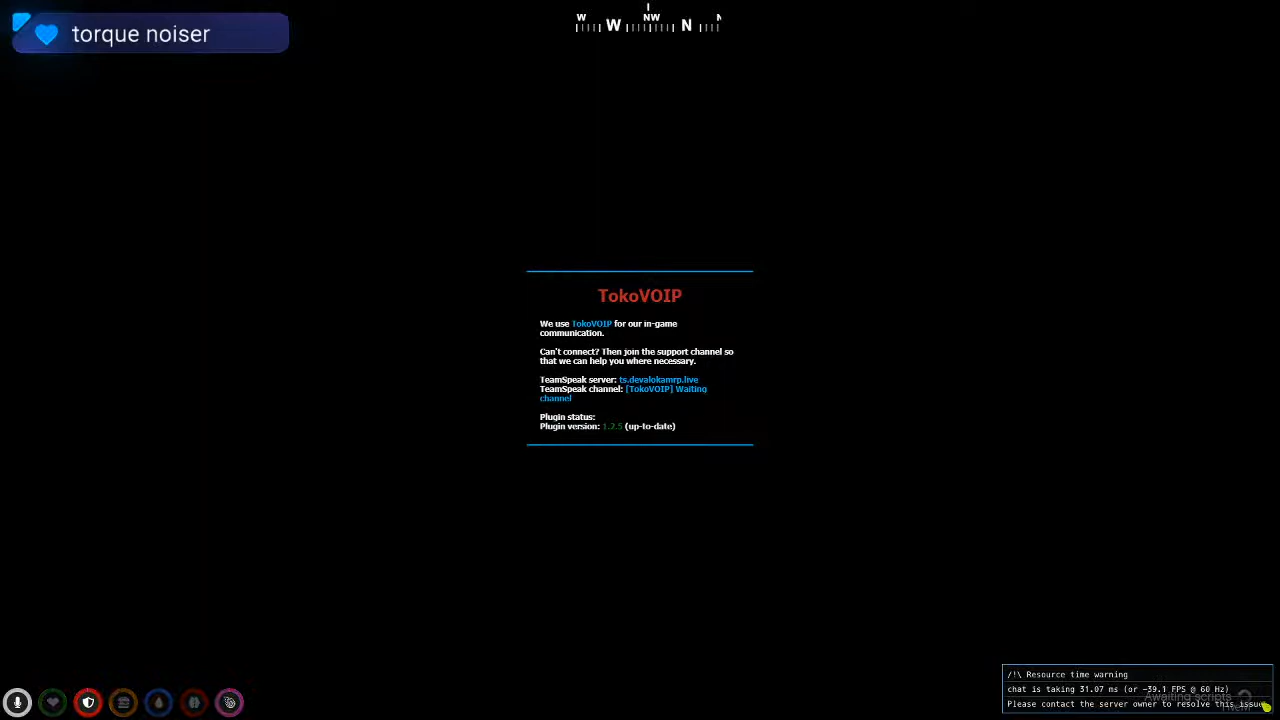 torque noiser
W NW N
W N
TokoVOIP
We use TokoVOIP for our in-game
communication.
Can't connect? Then join the support channel so
that we can help you where necessary.
TeamSpeak server: ts.devalokamrp.live
TeamSpeak channel: [TokoVOIP] Waiting
channel
Plugin status:
Plugin version: 1.2.5 (up-to-date)
/!\ Resource time warning
chat is taking 31.07 ms (or -39.1 FPS @ 60 Hz)
Awaiting scripts
Please contact the server owner to resolve this issue
FiveM